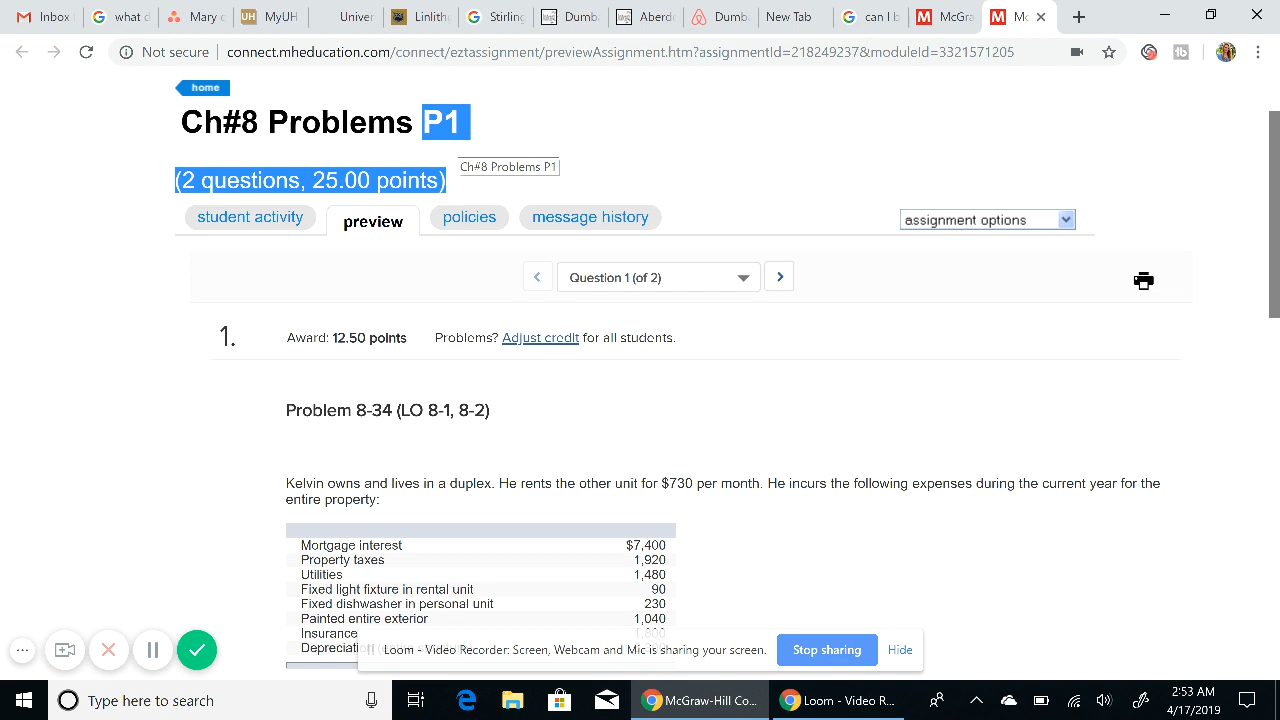 Inbox
what d
Mary
UH My
Univer
Linlith
Stirling
Dumb
Aberd
Dumb
New Tab
can I b
McGra
Mc
Not secure
connect.mheducation.com/connect/eztassignment/previewAssignment.htm?assignmentId=218249237&moduleId=3321571205
home
Ch#8 Problems P1
(2 questions, 25.00 points)
Ch#8 Problems P1
student activity
preview
policies
message history
assignment options
Question 1 (of 2)
1.
Award: 12.50 points Problems? Adjust credit for all students.
Problem 8-34 (LO 8-1, 8-2)
Kelvin owns and lives in a duplex. He rents the other unit for $730 per month. He incurs the following expenses during the current year for the
entire property:
Mortgage interest $7,400
Property taxes 1,920
Utilities 1,480
Fixed light fixture in rental unit 90
Fixed dishwasher in personal unit 230
Painted entire exterior 1,040
Insurance 1,800
Depreciati
Loom - Video Recorder: Screen, Webcam and Mic is sharing your screen. Stop sharing Hide
Type here to search
McGraw-Hill Co...
Loom - Video R...
2:53 AM
4/17/2019